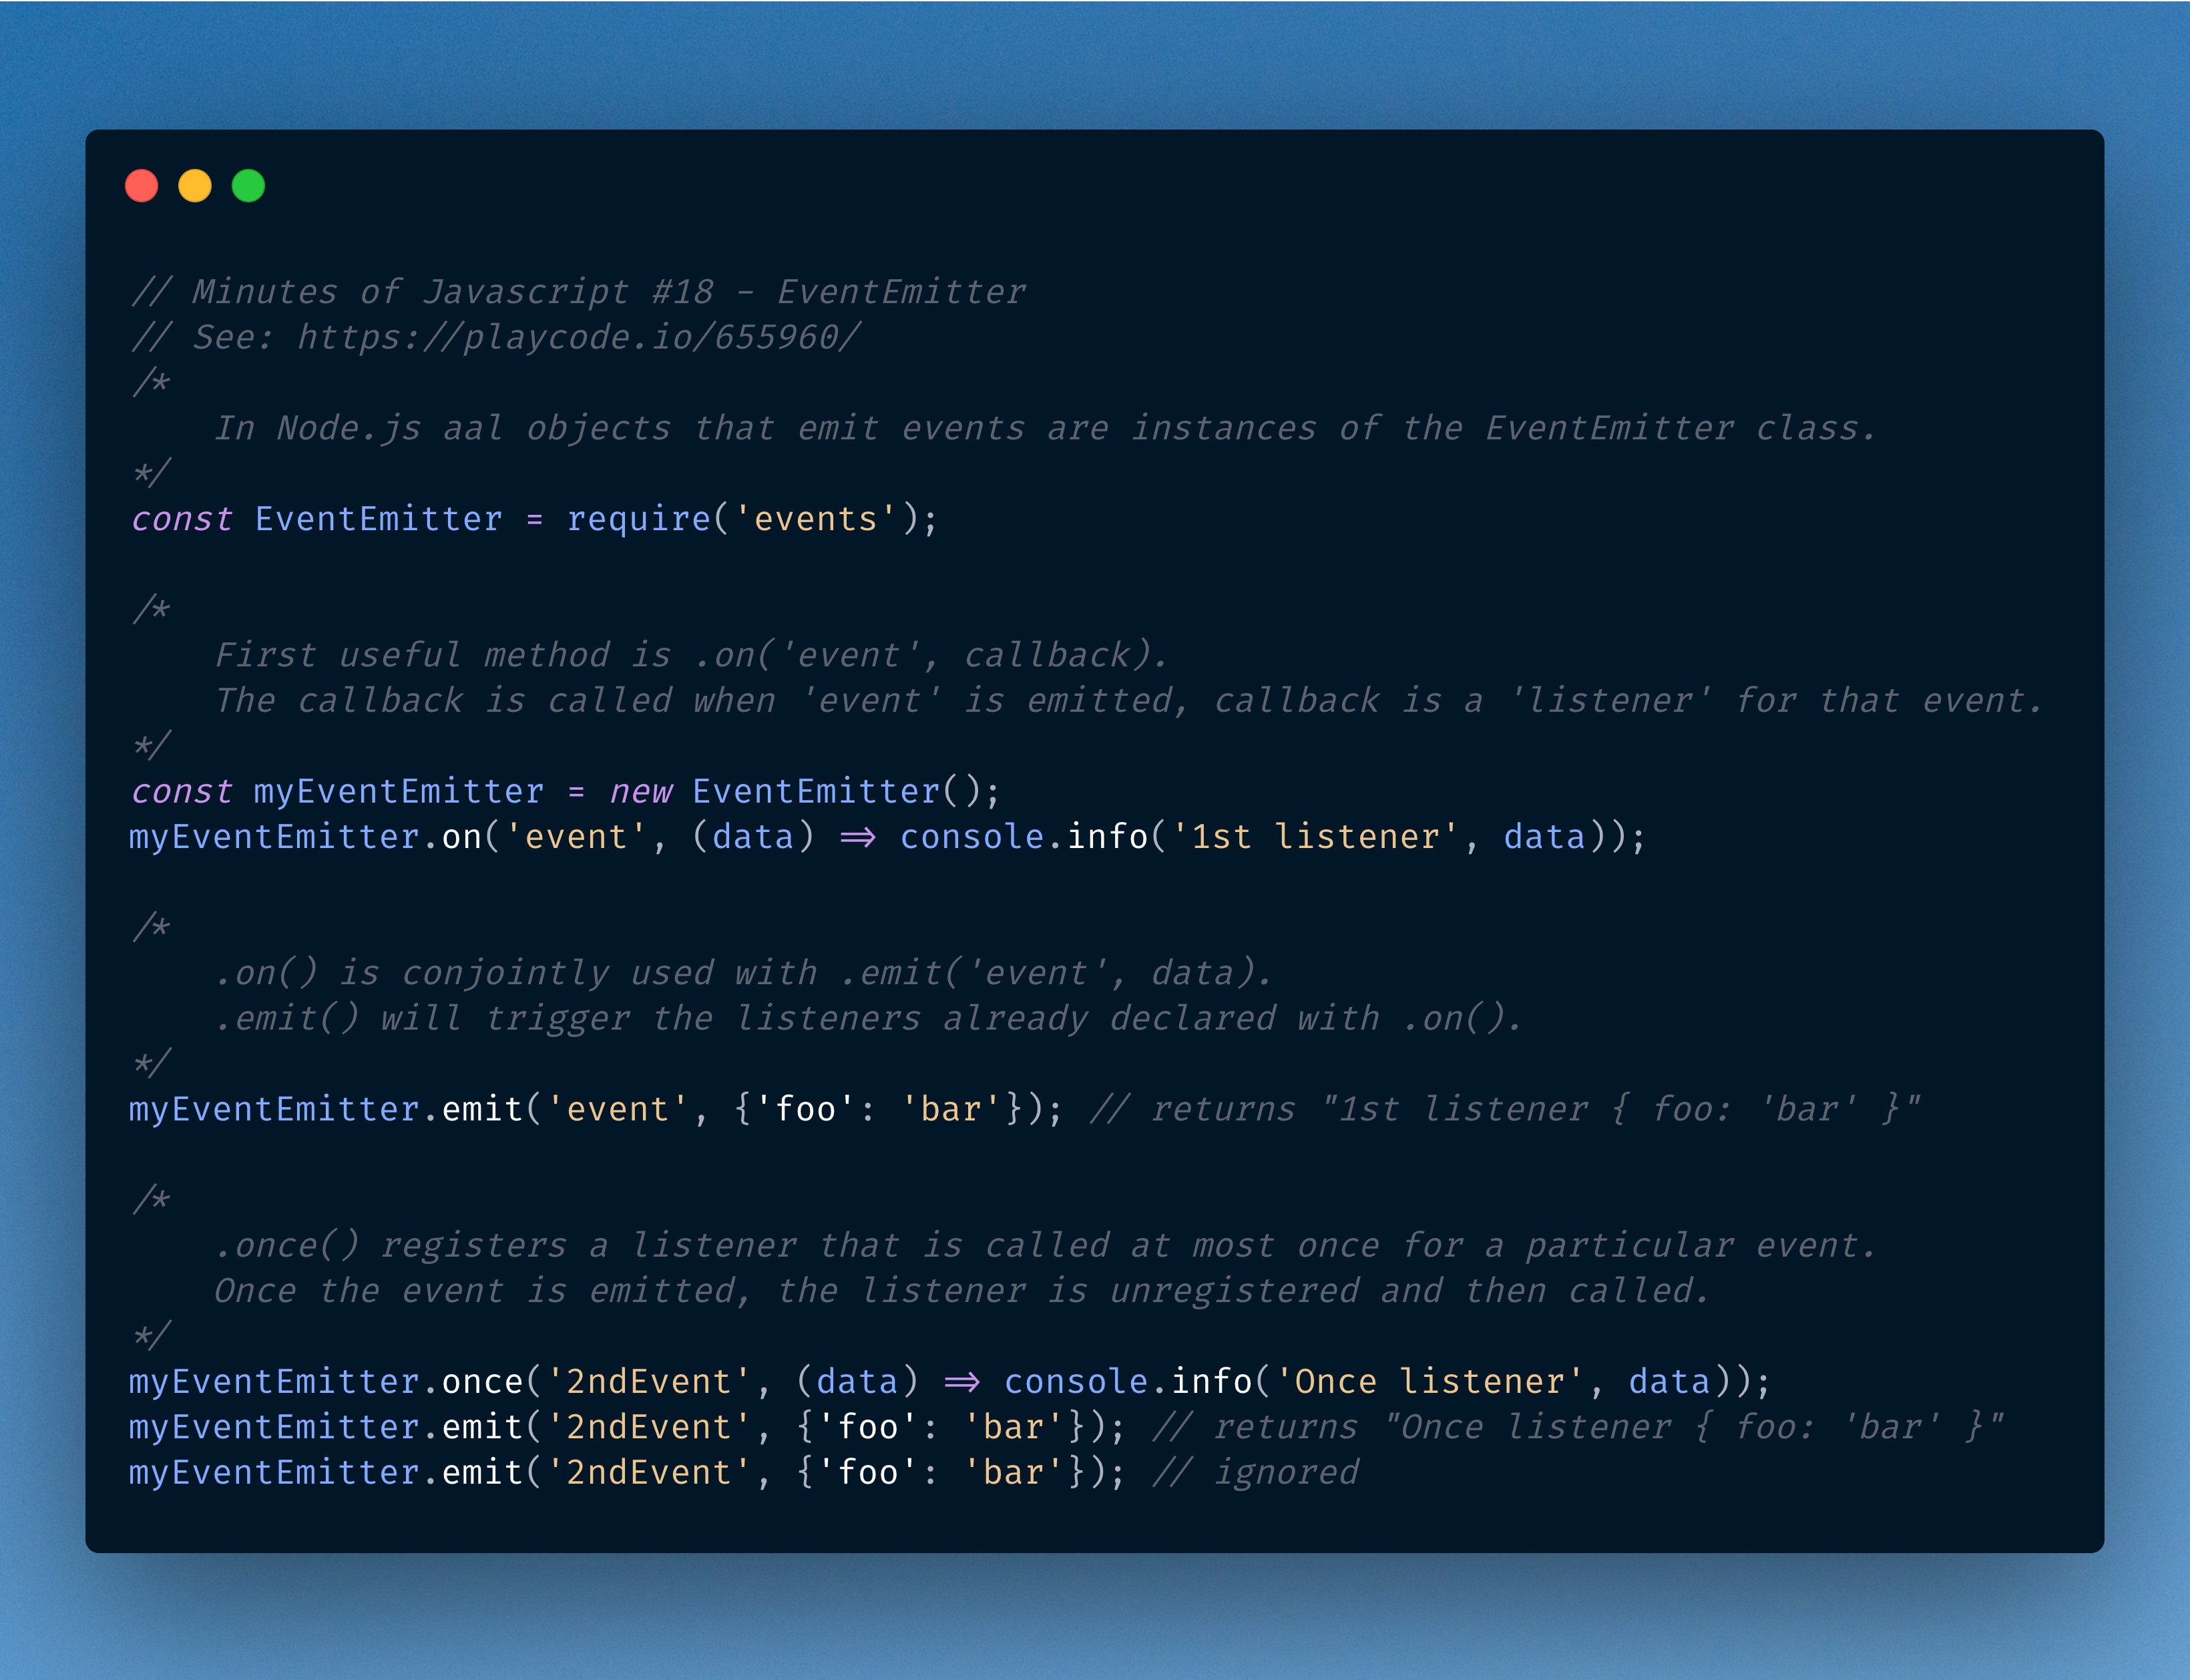 // Minutes of Javascript #18 - EventEmitter
// See: https://playcode.io/655960/
/*
    In Node.js aal objects that emit events are instances of the EventEmitter class.
*/
const EventEmitter = require('events');

/*
    First useful method is .on('event', callback).
    The callback is called when 'event' is emitted, callback is a 'listener' for that event.
*/
const myEventEmitter = new EventEmitter();
myEventEmitter.on('event', (data) => console.info('1st listener', data));

/*
    .on() is conjointly used with .emit('event', data).
    .emit() will trigger the listeners already declared with .on().
*/
myEventEmitter.emit('event', {'foo': 'bar'}); // returns "1st listener { foo: 'bar' }"

/*
    .once() registers a listener that is called at most once for a particular event.
    Once the event is emitted, the listener is unregistered and then called.
*/
myEventEmitter.once('2ndEvent', (data) => console.info('Once listener', data));
myEventEmitter.emit('2ndEvent', {'foo': 'bar'}); // returns "Once listener { foo: 'bar' }"
myEventEmitter.emit('2ndEvent', {'foo': 'bar'}); // ignored